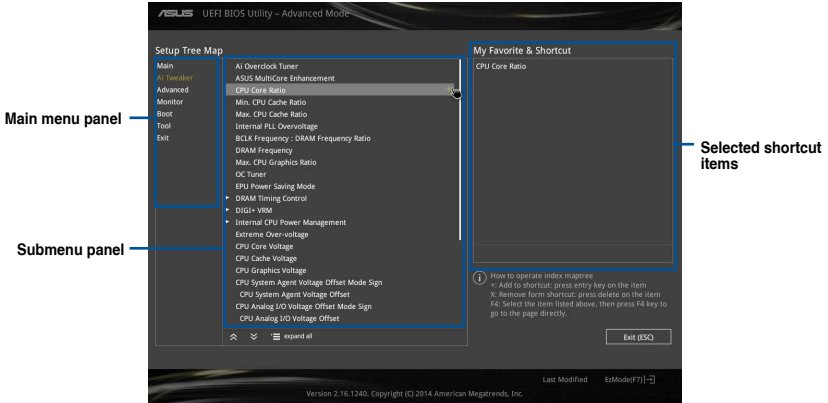 ASUS UEFI BIOS Utility – Advanced Mode
Setup Tree Map
Main
Ai Tweaker
Advanced
Monitor
Boot
Tool
Exit
Ai Overclock Tuner
ASUS MultiCore Enhancement
CPU Core Ratio
Min. CPU Cache Ratio
Max. CPU Cache Ratio
Internal PLL Overvoltage
BCLK Frequency : DRAM Frequency Ratio
DRAM Frequency
Max. CPU Graphics Ratio
OC Tuner
EPU Power Saving Mode
DRAM Timing Control
DIGI+ VRM
Internal CPU Power Management
Extreme Over-voltage
CPU Core Voltage
CPU Cache Voltage
CPU Graphics Voltage
CPU System Agent Voltage Offset Mode Sign
CPU System Agent Voltage Offset
CPU Analog I/O Voltage Offset Mode Sign
CPU Analog I/O Voltage Offset
expand all
My Favorite & Shortcut
CPU Core Ratio
How to operate index maptree
+: Add to shortcut: press entry
key on the item
X: Remove form shortcut: press
delete on the item
F4: Select the item listed above,
then press F4 key to
go to the page directly.
Exit (ESC)
Last Modified
EzMode(F7)
Version 2.16.1240. Copyright (C) 2014 American Megatrends, Inc.
Main menu panel
Submenu panel
Selected shortcut
items